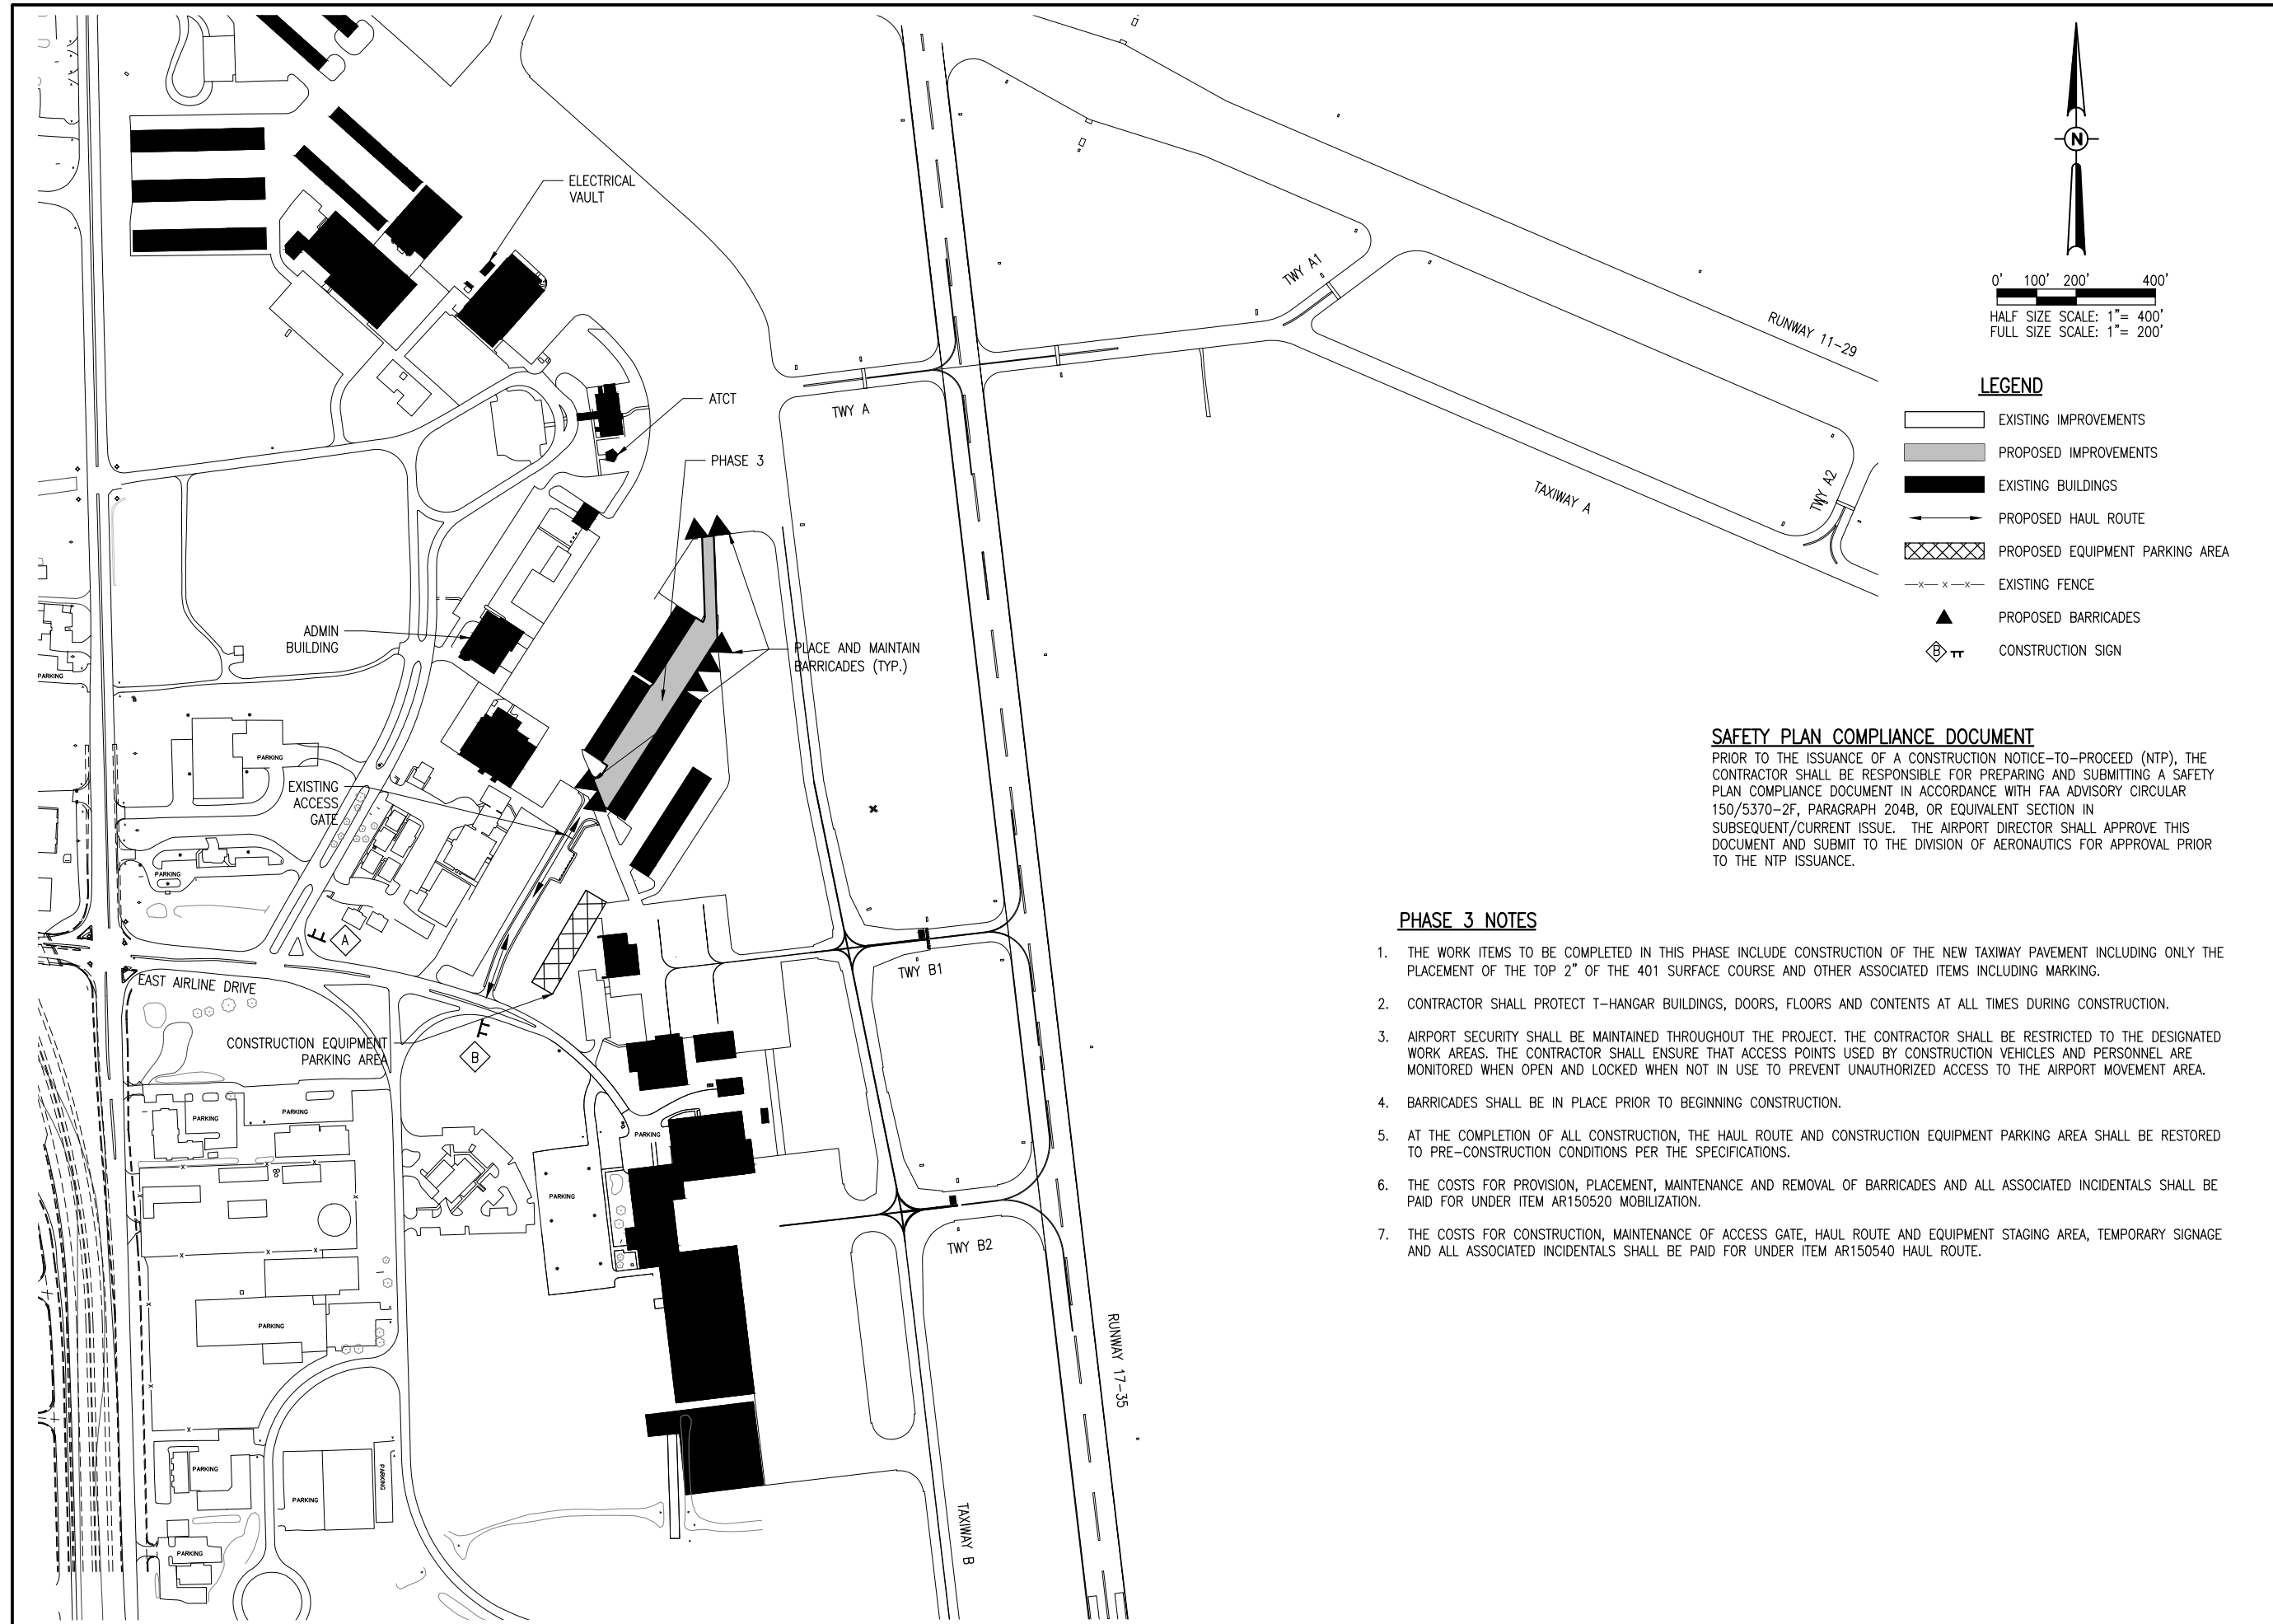 ELECTRICAL
VAULT
ATCT
PHASE 3
TWY A
TWY A1
RUNWAY 11-29
TAXIWAY A
TWY A2
ADMIN
BUILDING
PLACE AND MAINTAIN
BARRICADES (TYP.)
PARKING
PARKING
EXISTING
ACCESS
GATE
PARKING
A
EAST AIRLINE DRIVE
TWY B1
CONSTRUCTION EQUIPMENT
PARKING AREA
B
PARKING
PARKING
PARKING
PARKING
TWY B2
PARKING
RUNWAY 17-35
PARKING
PARKING
PARKING
TAXIWAY B
PARKING
N
0' 100' 200' 400'
HALF SIZE SCALE: 1"= 400'
FULL SIZE SCALE: 1"= 200'
LEGEND
EXISTING IMPROVEMENTS
PROPOSED IMPROVEMENTS
EXISTING BUILDINGS
PROPOSED HAUL ROUTE
PROPOSED EQUIPMENT PARKING AREA
x x x EXISTING FENCE
PROPOSED BARRICADES
B CONSTRUCTION SIGN
SAFETY PLAN COMPLIANCE DOCUMENT
PRIOR TO THE ISSUANCE OF A CONSTRUCTION NOTICE-TO-PROCEED (NTP), THE
CONTRACTOR SHALL BE RESPONSIBLE FOR PREPARING AND SUBMITTING A SAFETY
PLAN COMPLIANCE DOCUMENT IN ACCORDANCE WITH FAA ADVISORY CIRCULAR
150/5370-2F, PARAGRAPH 204B, OR EQUIVALENT SECTION IN
SUBSEQUENT/CURRENT ISSUE. THE AIRPORT DIRECTOR SHALL APPROVE THIS
DOCUMENT AND SUBMIT TO THE DIVISION OF AERONAUTICS FOR APPROVAL PRIOR
TO THE NTP ISSUANCE.
PHASE 3 NOTES
1. THE WORK ITEMS TO BE COMPLETED IN THIS PHASE INCLUDE CONSTRUCTION OF THE NEW TAXIWAY PAVEMENT INCLUDING ONLY THE
PLACEMENT OF THE TOP 2" OF THE 401 SURFACE COURSE AND OTHER ASSOCIATED ITEMS INCLUDING MARKING.
2. CONTRACTOR SHALL PROTECT T-HANGAR BUILDINGS, DOORS, FLOORS AND CONTENTS AT ALL TIMES DURING CONSTRUCTION.
3. AIRPORT SECURITY SHALL BE MAINTAINED THROUGHOUT THE PROJECT. THE CONTRACTOR SHALL BE RESTRICTED TO THE DESIGNATED
WORK AREAS. THE CONTRACTOR SHALL ENSURE THAT ACCESS POINTS USED BY CONSTRUCTION VEHICLES AND PERSONNEL ARE
MONITORED WHEN OPEN AND LOCKED WHEN NOT IN USE TO PREVENT UNAUTHORIZED ACCESS TO THE AIRPORT MOVEMENT AREA.
4. BARRICADES SHALL BE IN PLACE PRIOR TO BEGINNING CONSTRUCTION.
5. AT THE COMPLETION OF ALL CONSTRUCTION, THE HAUL ROUTE AND CONSTRUCTION EQUIPMENT PARKING AREA SHALL BE RESTORED
TO PRE-CONSTRUCTION CONDITIONS PER THE SPECIFICATIONS.
6. THE COSTS FOR PROVISION, PLACEMENT, MAINTENANCE AND REMOVAL OF BARRICADES AND ALL ASSOCIATED INCIDENTALS SHALL BE
PAID FOR UNDER ITEM AR150520 MOBILIZATION.
7. THE COSTS FOR CONSTRUCTION, MAINTENANCE OF ACCESS GATE, HAUL ROUTE AND EQUIPMENT STAGING AREA, TEMPORARY SIGNAGE
AND ALL ASSOCIATED INCIDENTALS SHALL BE PAID FOR UNDER ITEM AR150540 HAUL ROUTE.